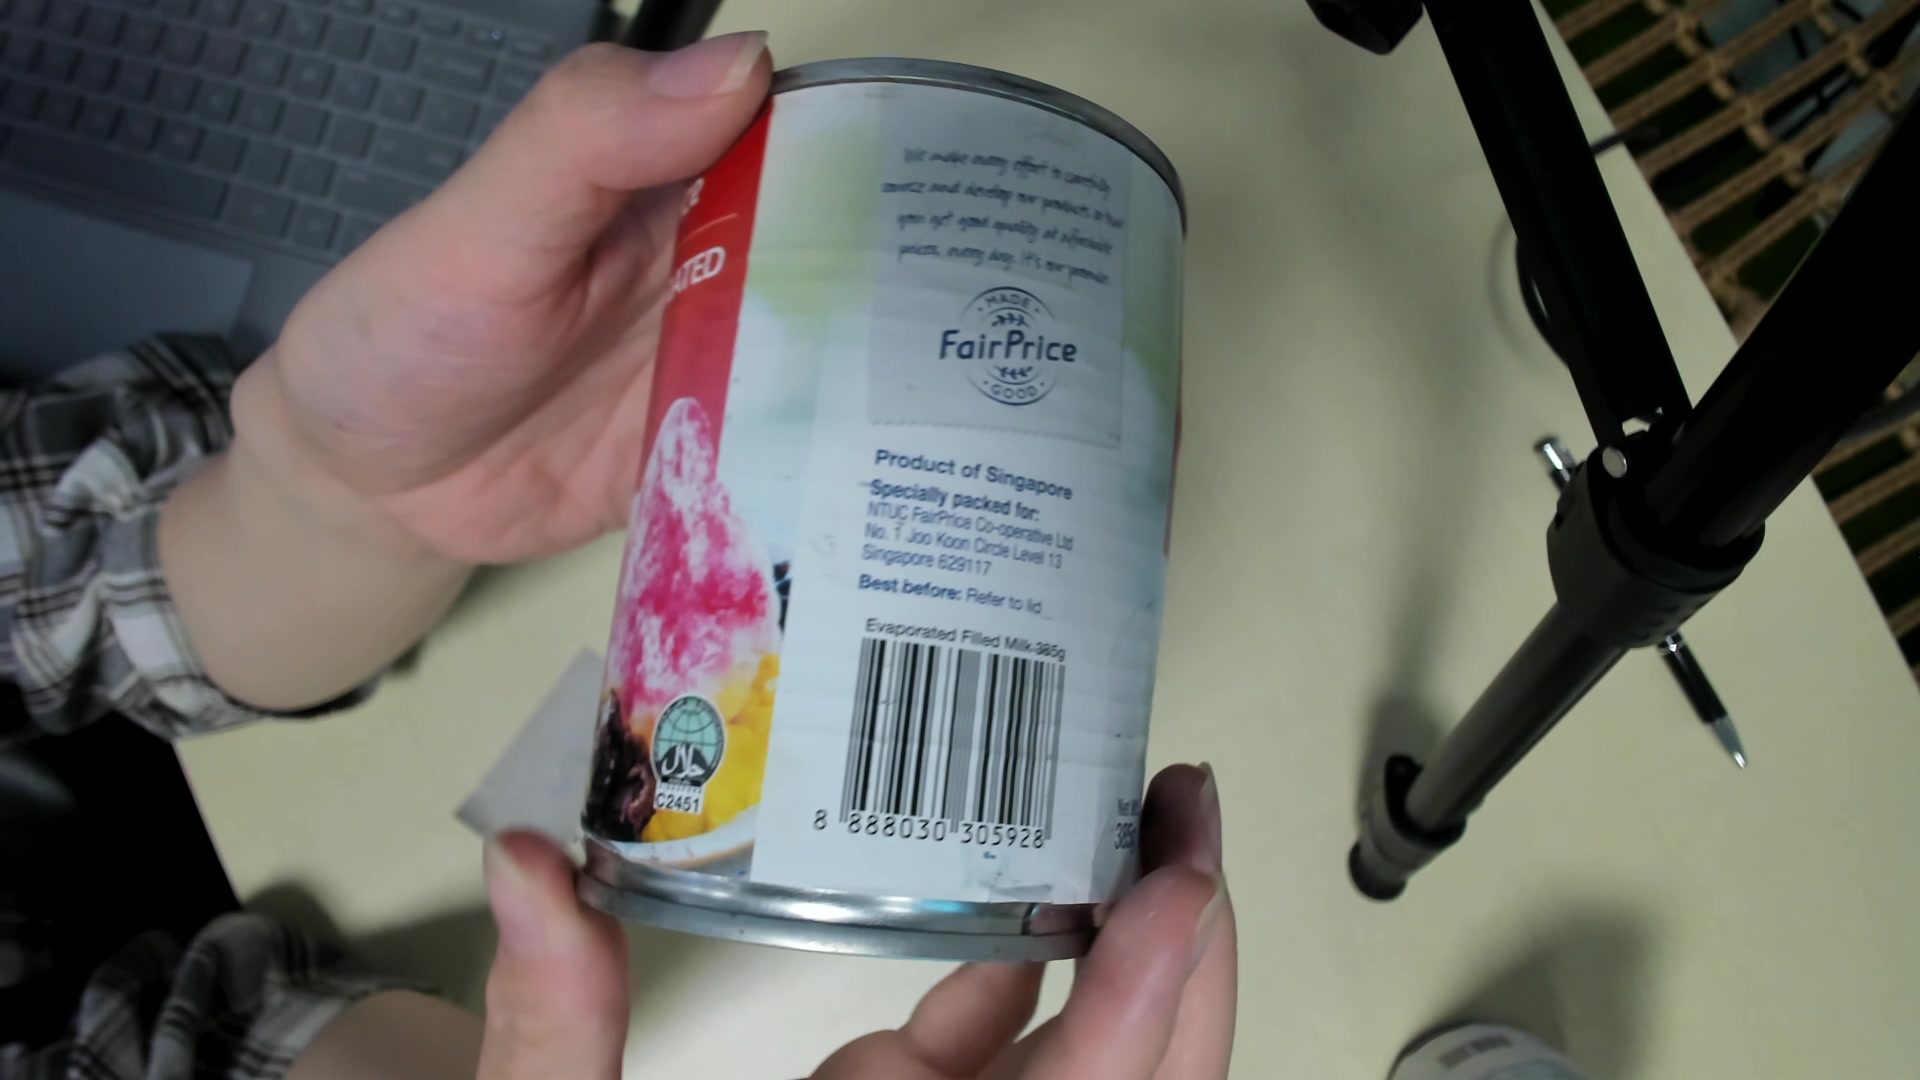 We make every effort to carefully
source and develop our products so that
you get good quality at affordable
prices, every day. It's our promise.
MADE
FairPrice
GOOD
ATED
Product of Singapore
Specially packed for:
NTUC FairPrice Co-operative Ltd
No. 1 Joo Koon Circle Level 13
Singapore 629117
Best before: Refer to lid
Evaporated Filled Milk 385g
8 888030 305928
حلال
SINGAPORE
C2451
Net Wt
385g